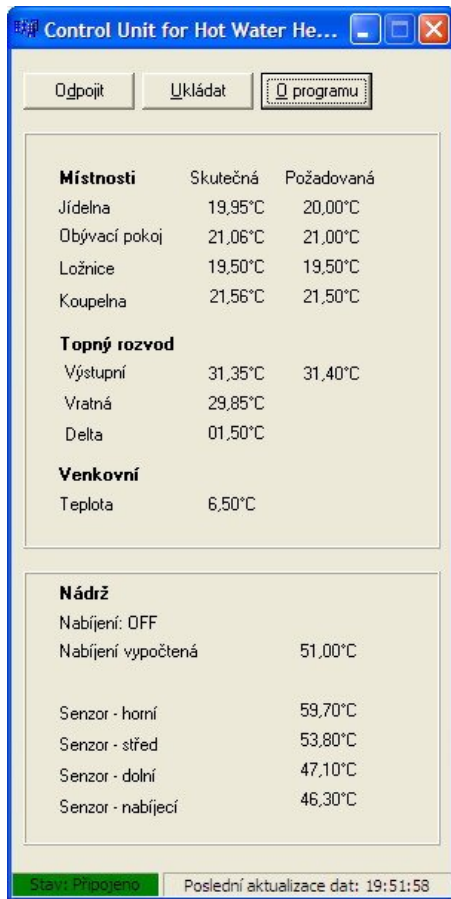 Control Unit for Hot Water He...
Odpojit Ukládat O programu
Místnosti Skutečná Požadovaná
Jídelna 19,95°C 20,00°C
Obývací pokoj 21,06°C 21,00°C
Ložnice 19,50°C 19,50°C
Koupelna 21,56°C 21,50°C
Topný rozvod
Výstupní 31,35°C 31,40°C
Vratná 29,85°C
Delta 01,50°C
Venkovní
Teplota 6,50°C
Nádrž
Nabíjení: OFF
Nabíjení vypočtená 51,00°C
Senzor - horní 59,70°C
Senzor - střed 53,80°C
Senzor - dolní 47,10°C
Senzor - nabíjecí 46,30°C
Stav: Připojeno Poslední aktualizace dat: 19:51:58